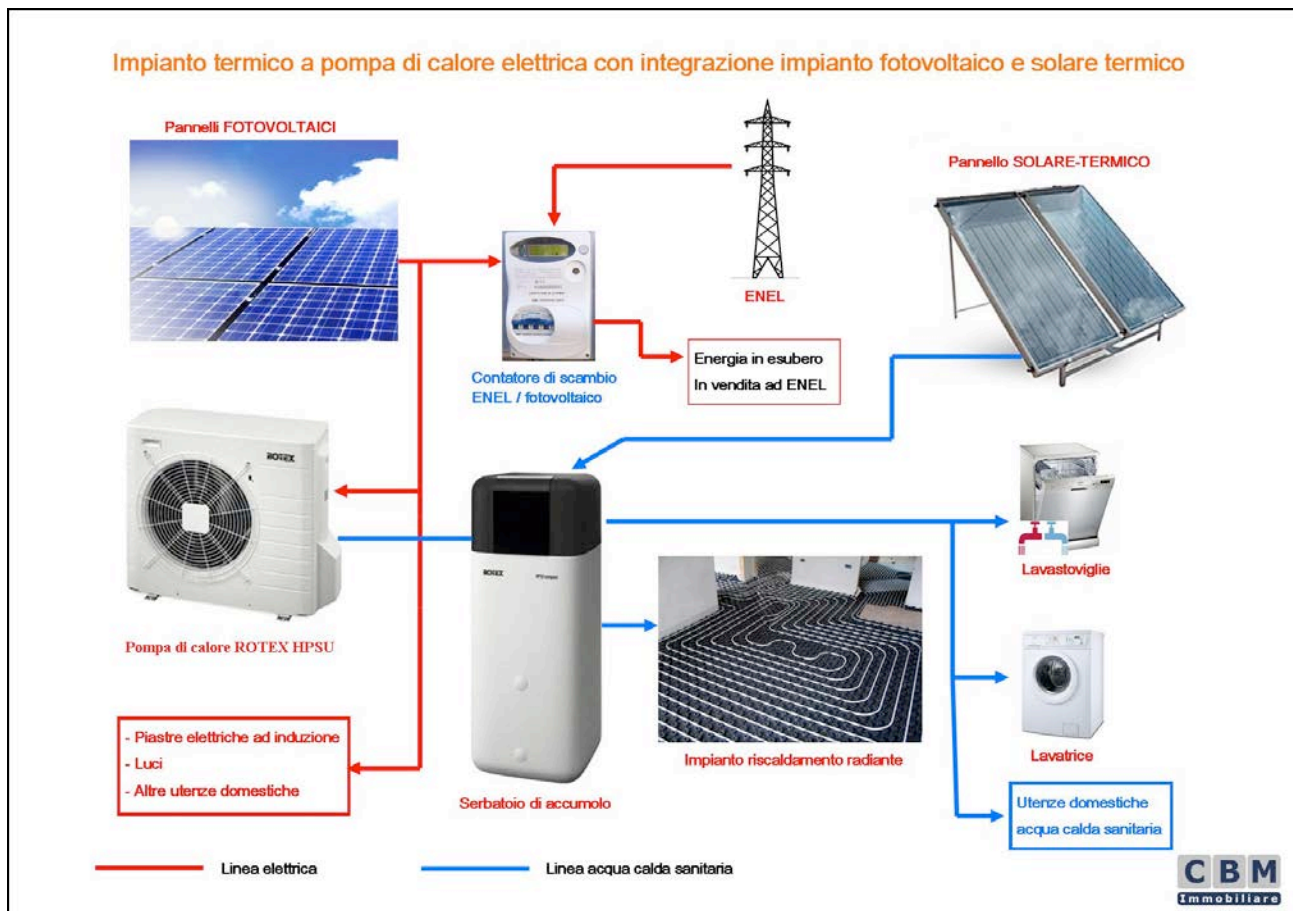 Impianto termico a pompa di calore elettrica con integrazione impianto fotovoltaico e solare termico
Pannelli FOTOVOLTAICI
Pannello SOLARE-TERMICO
ENEL
Contatore di scambio
ENEL / fotovoltaico
Energia in esubero
In vendita ad ENEL
ROTEX
ROTEX
Pompa di calore ROTEX HPSU
Lavastoviglie
- Piastre elettriche ad induzione
- Luci
- Altre utenze domestiche
Serbatoio di accumolo
Impianto riscaldamento radiante
Lavatrice
Utenze domestiche
acqua calda sanitaria
Linea elettrica
Linea acqua calda sanitaria
CBM
Immobiliare